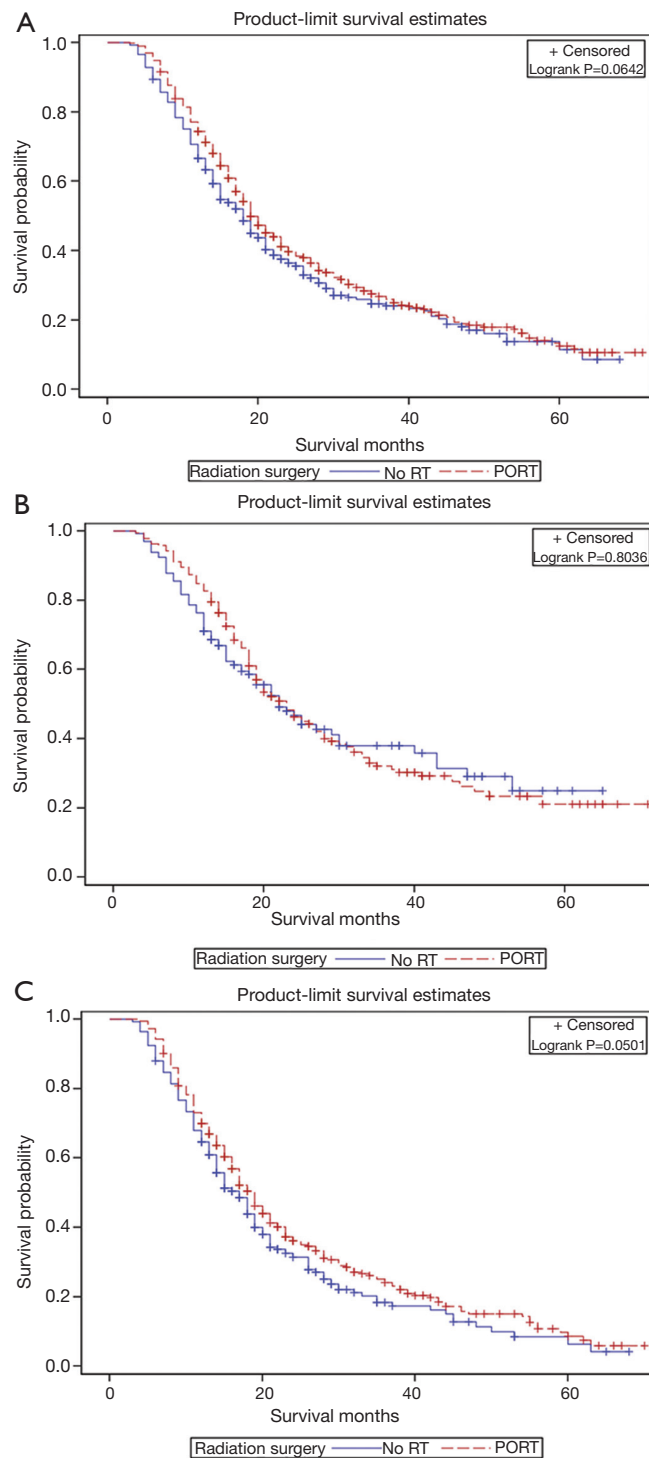 A
Product-limit survival estimates
+ Censored
Logrank P=0.0642
1.0
0.8
0.6
0.4
0.2
0.0
Survival probability
0 20 40 60
Survival months
Radiation surgery No RT PORT
B
Product-limit survival estimates
+ Censored
Logrank P=0.8036
1.0
0.8
0.6
0.4
0.2
0.0
Survival probability
0 20 40 60
Survival months
Radiation surgery No RT PORT
C
Product-limit survival estimates
+ Censored
Logrank P=0.0501
1.0
0.8
0.6
0.4
0.2
0.0
Survival probability
0 20 40 60
Survival months
Radiation surgery No RT PORT